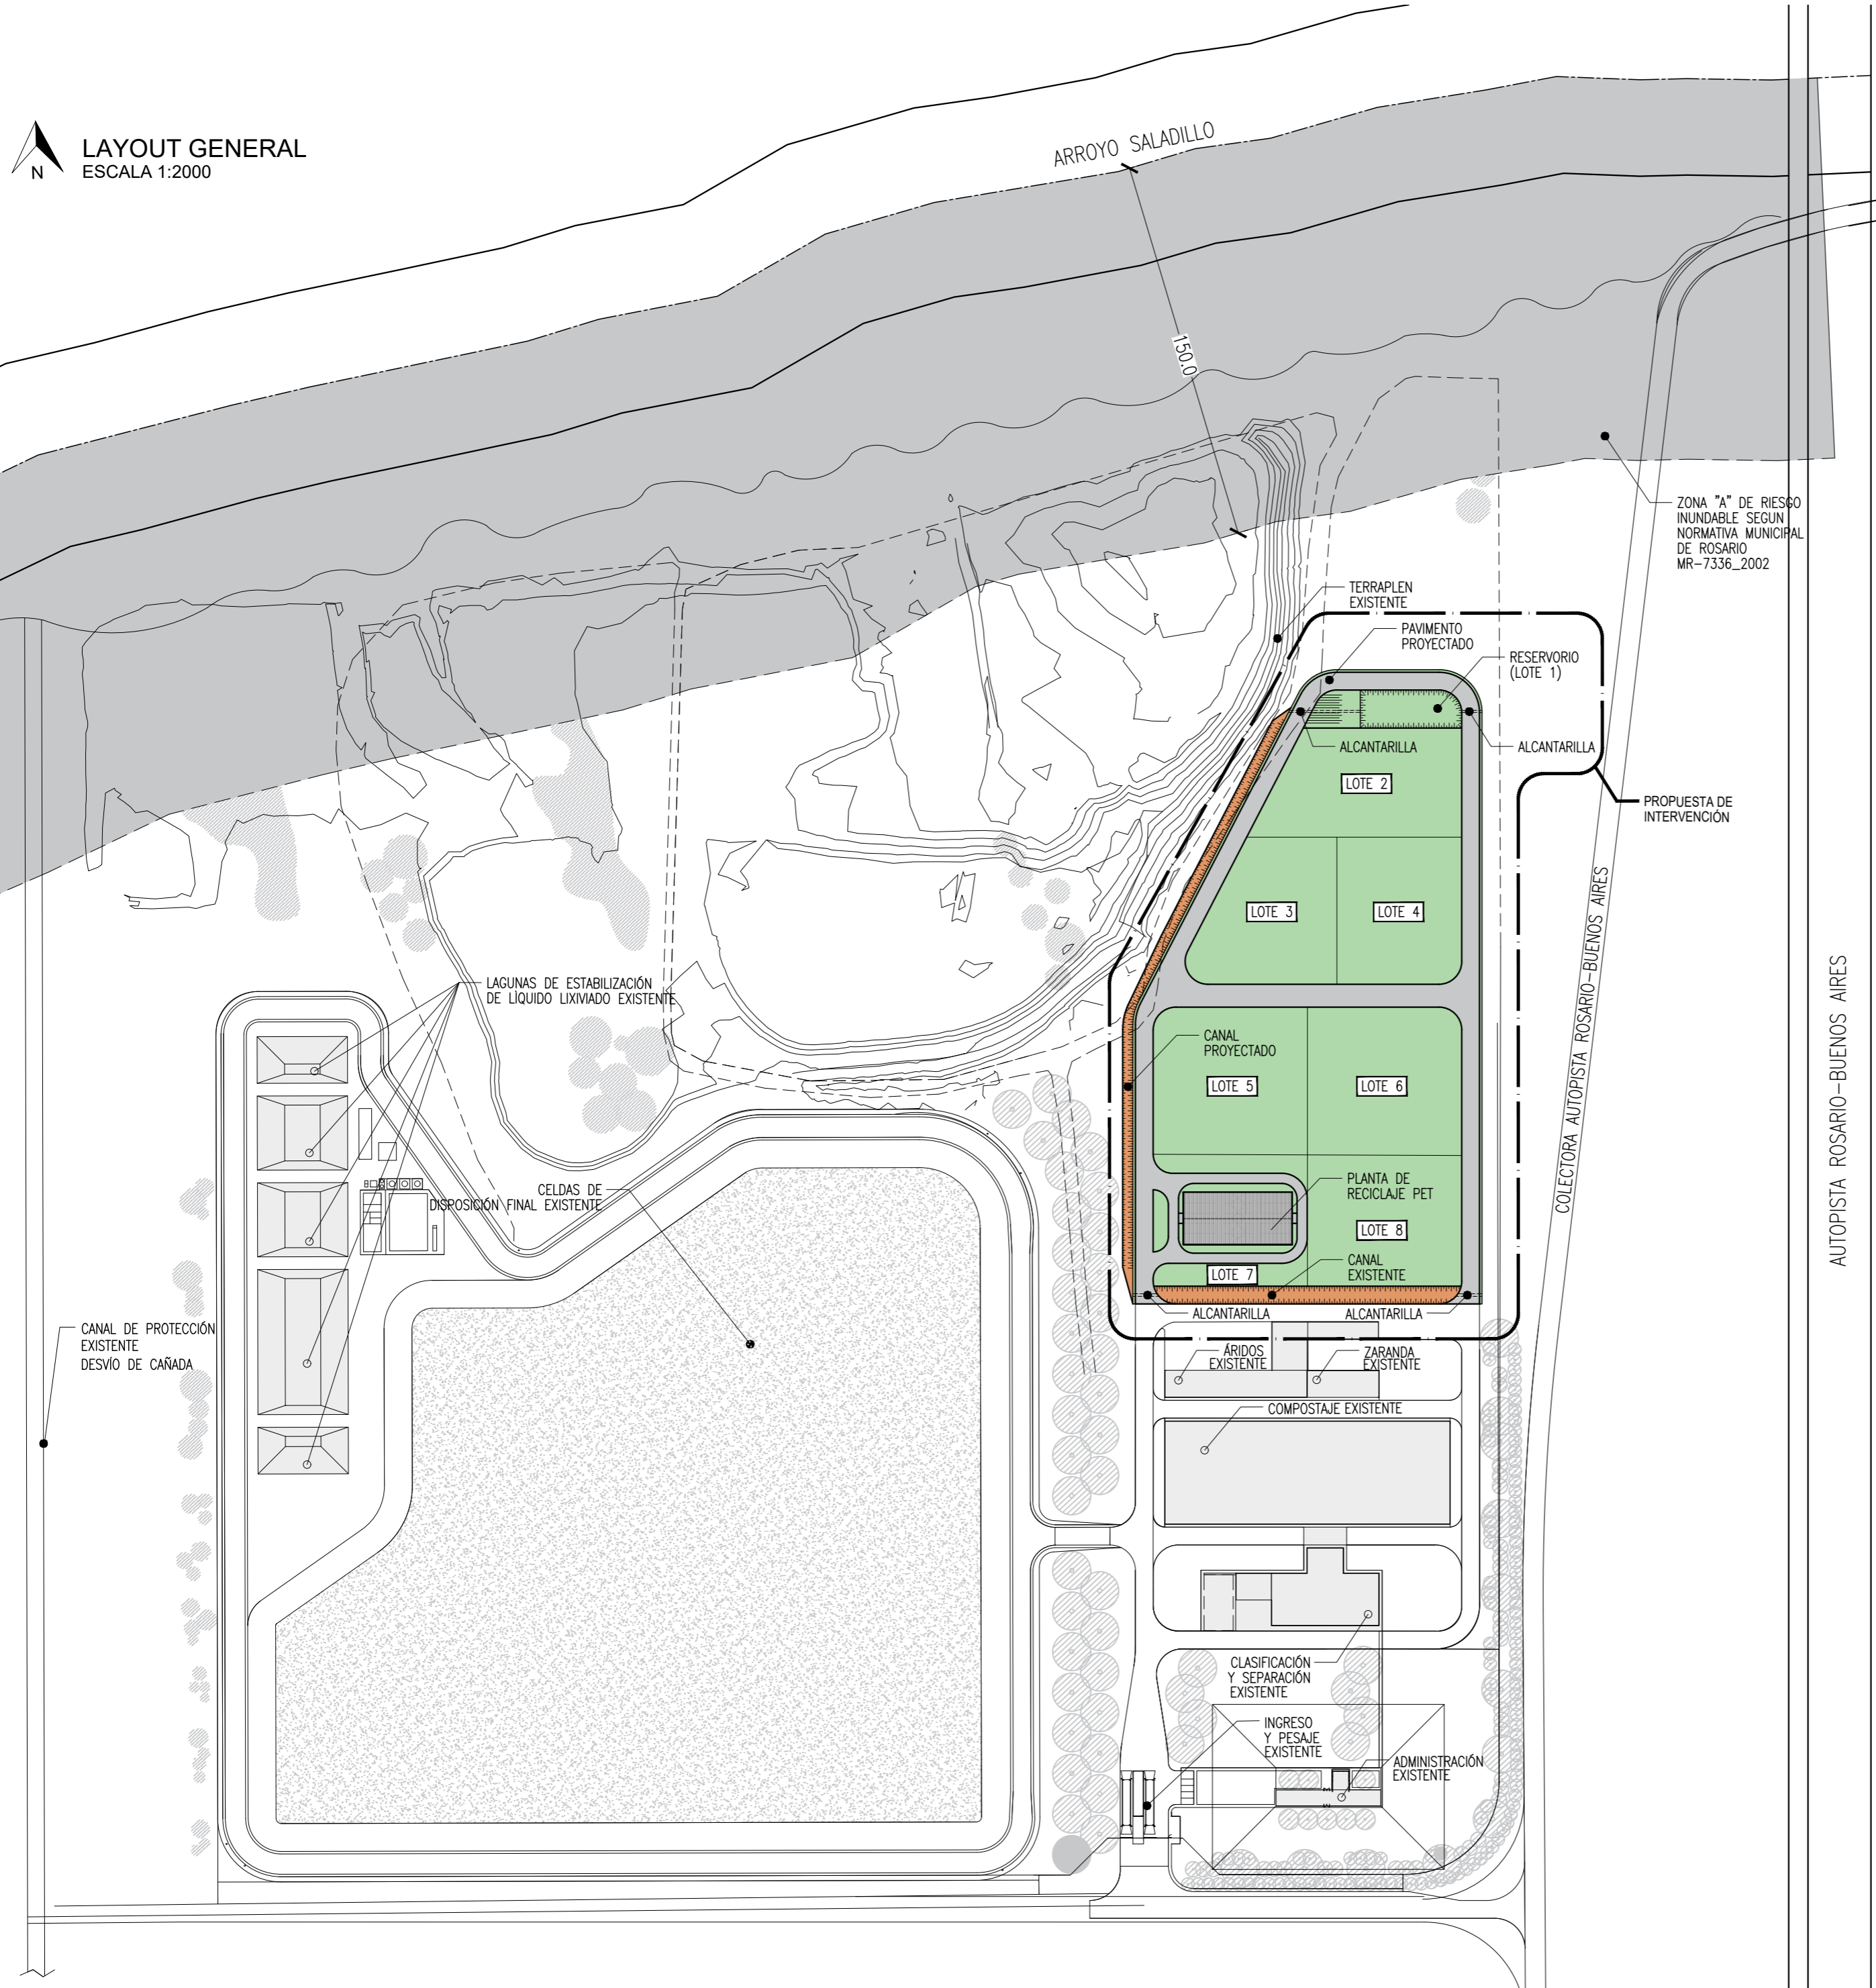 LAYOUT GENERAL
ESCALA 1:2000
N
ARROYO SALADILLO
150.0
ZONA "A" DE RIESGO
INUNDABLE SEGUN
NORMATIVA MUNICIPAL
DE ROSARIO
MR-7336_2002
TERRAPLEN
EXISTENTE
PAVIMENTO
PROYECTADO
RESERVORIO
(LOTE 1)
ALCANTARILLA
ALCANTARILLA
LOTE 2
PROPUESTA DE
INTERVENCIÓN
LOTE 3
LOTE 4
COLECTORA AUTOPISTA ROSARIO-BUENOS AIRES
AUTOPISTA ROSARIO-BUENOS AIRES
LAGUNAS DE ESTABILIZACIÓN
DE LÌQUIDO LIXIVIADO EXISTENTE
CANAL
PROYECTADO
LOTE 5
LOTE 6
CELDAS DE
DISPOSICIÓN FINAL EXISTENTE
PLANTA DE
RECICLAJE PET
LOTE 8
CANAL
EXISTENTE
LOTE 7
ALCANTARILLA
ALCANTARILLA
CANAL DE PROTECCIÓN
EXISTENTE
DESVÍO DE CAÑADA
ÁRIDOS
EXISTENTE
ZARANDA
EXISTENTE
COMPOSTAJE EXISTENTE
CLASIFICACIÓN
Y SEPARACIÓN
EXISTENTE
INGRESO
Y PESAJE
EXISTENTE
ADMINISTRACIÓN
EXISTENTE